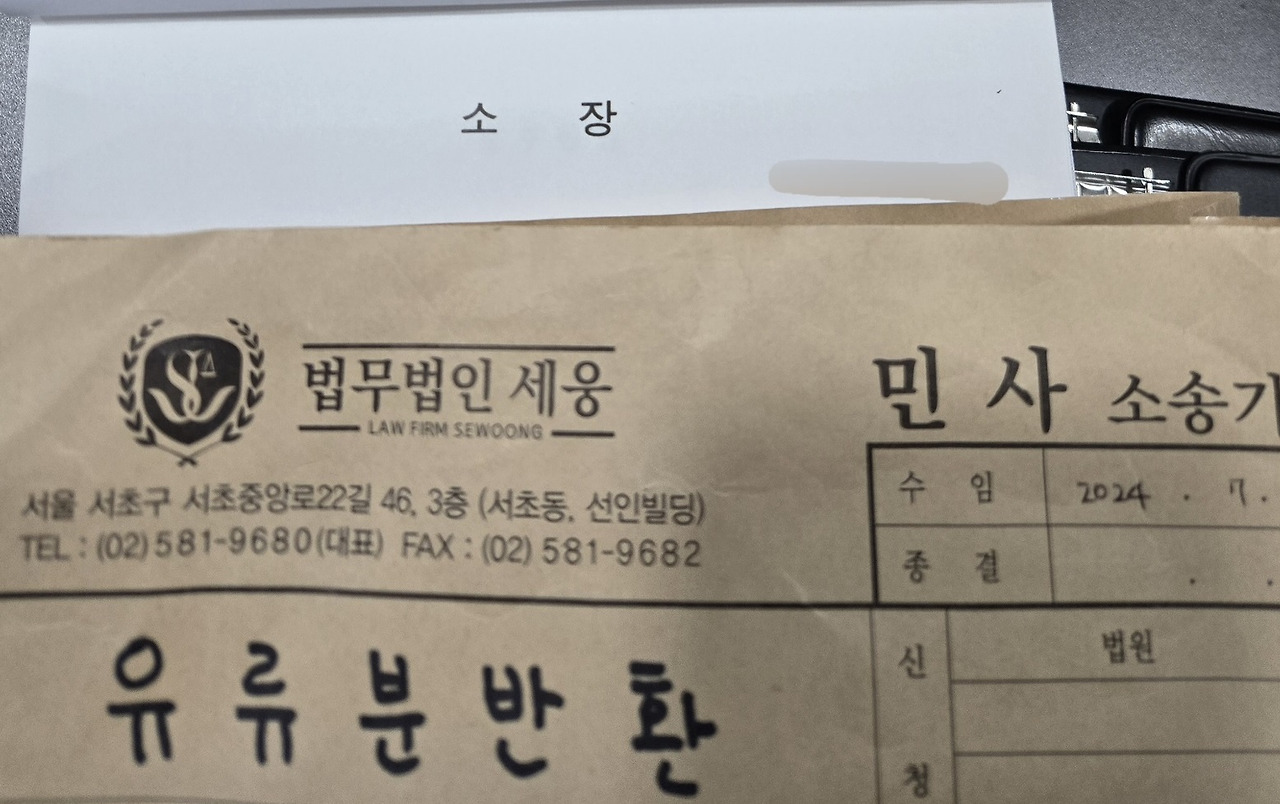 소 장
법무법인 세웅
LAW FIRM SEWOONG
서울 서초구 서초중앙로22길 46, 3층 (서초동, 선인빌딩)
TEL : (02) 581-9680(대표) FAX : (02) 581-9682
민 사 소송기
수 임 2024 . 7 .
종 결 . .
유류분반환
신
청
법원